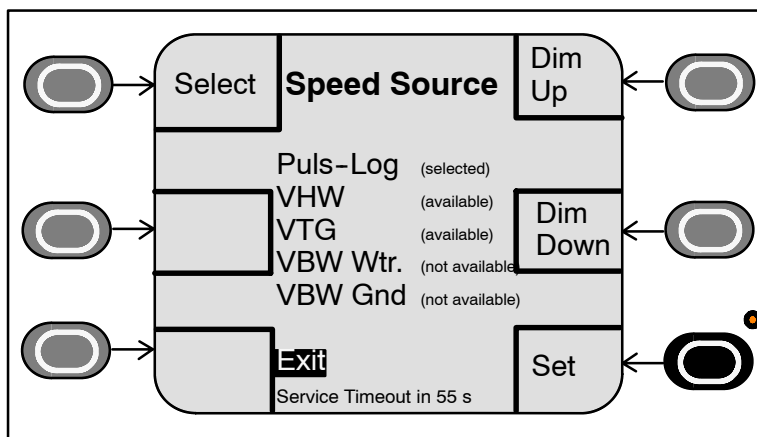 Select
Speed Source
Dim
Up
Puls-Log (selected)
VHW (available)
VTG (available)
VBW Wtr. (not available)
VBW Gnd (not available)
Dim
Down
Exit
Service Timeout in 55 s
Set